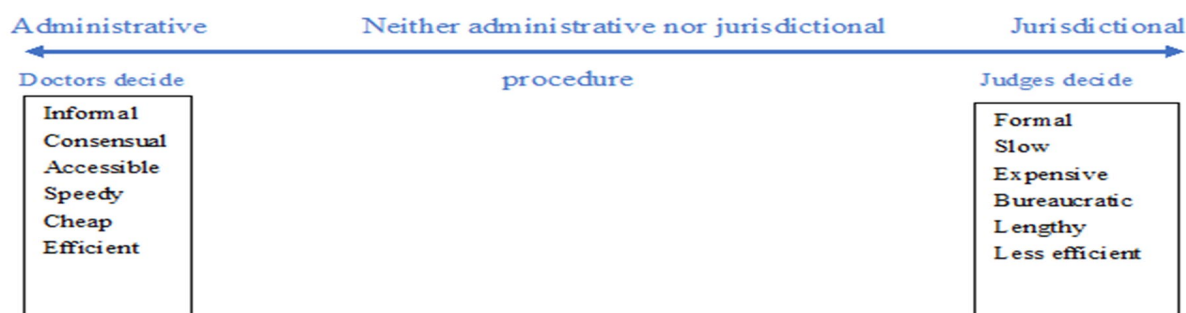 Administrative Neither administrative nor jurisdictional Jurisdictional
Doctors decide procedure Judges decide
Informal
Consensual
Accessible
Speedy
Cheap
Efficient
Formal
Slow
Expensive
Bureaucratic
Lengthy
Less efficient